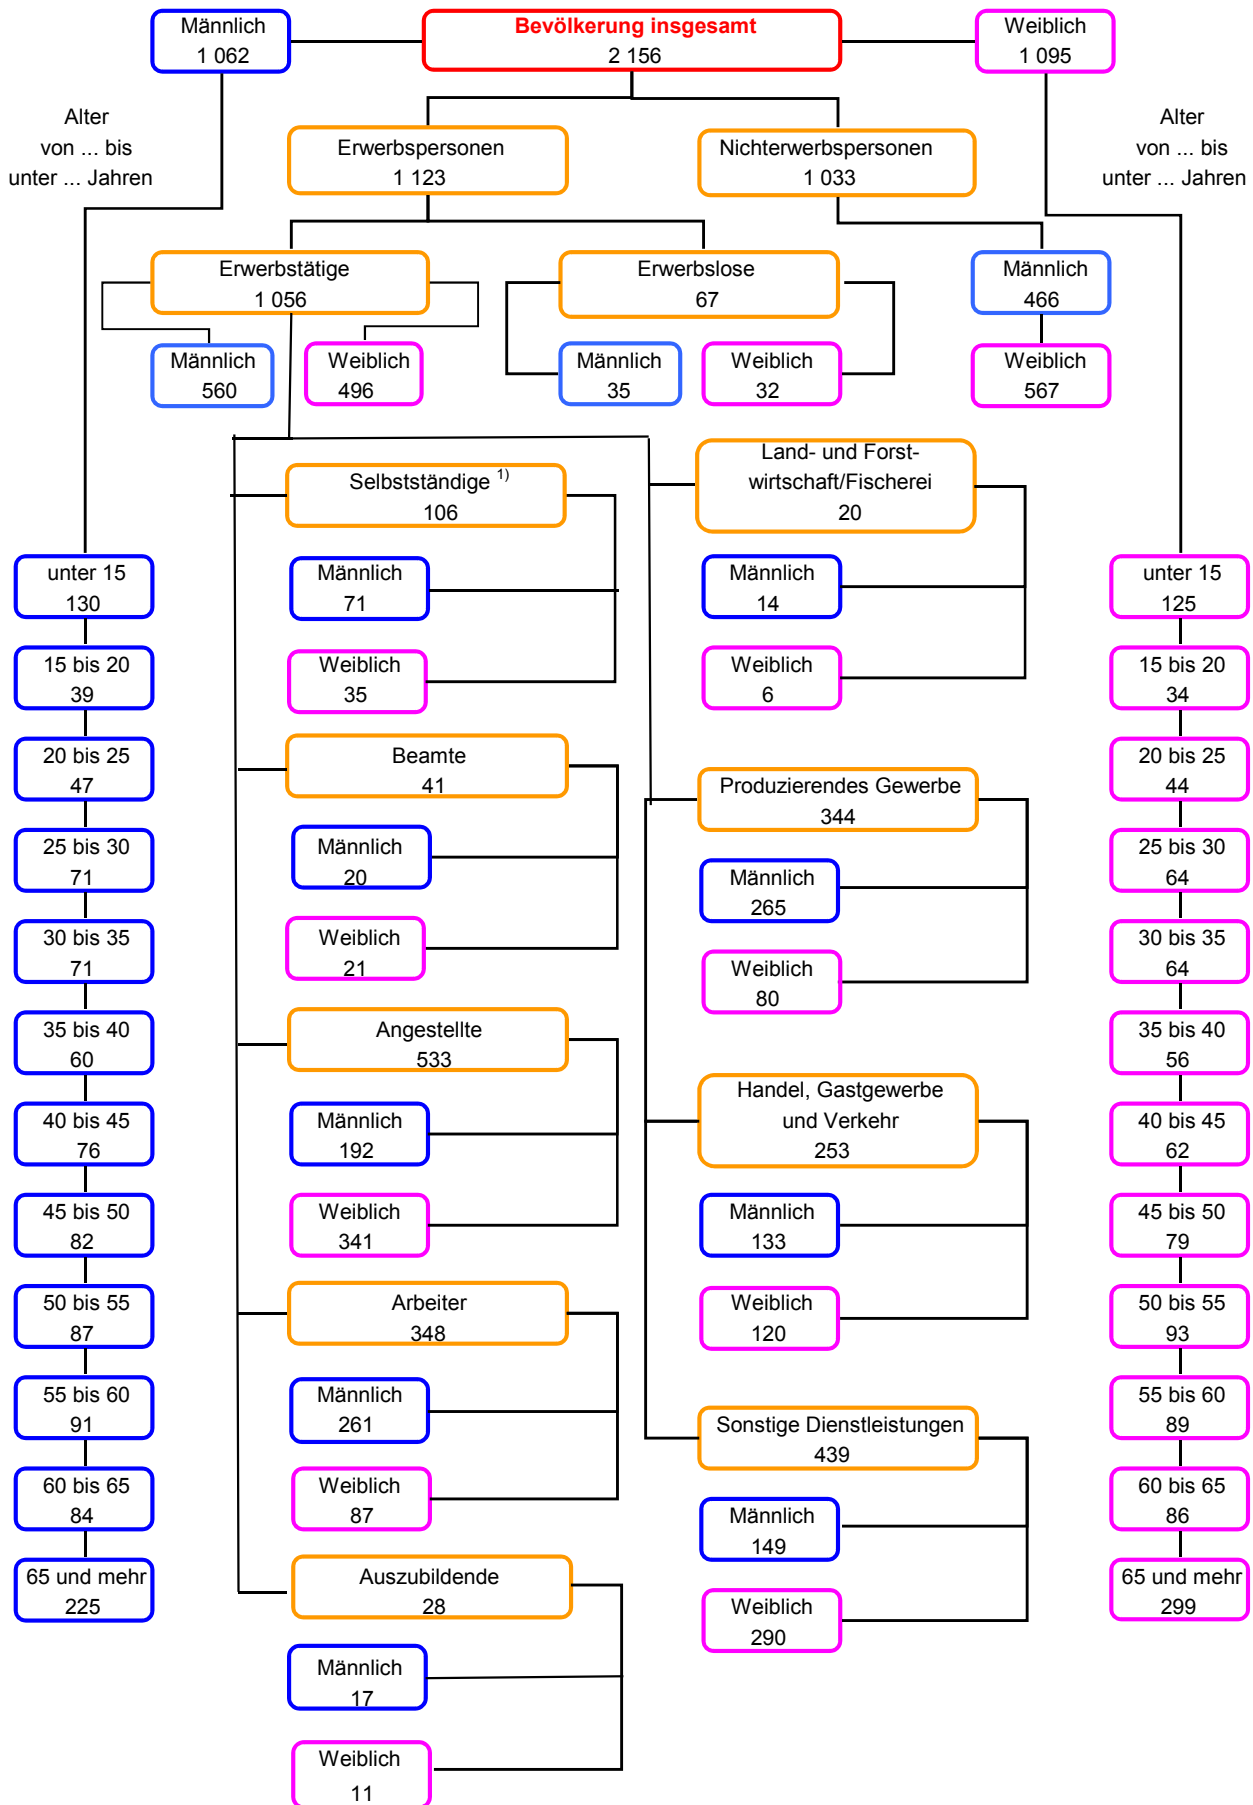 Männlich
1 062
Bevölkerung insgesamt
2 156
Weiblich
1 095
Alter
von ... bis
unter ... Jahren
Erwerbspersonen
1 123
Nichterwerbspersonen
1 033
Alter
von ... bis
unter ... Jahren
Erwerbstätige
1 056
Erwerbslose
67
Männlich
466
Männlich
560
Weiblich
496
Männlich
35
Weiblich
32
Weiblich
567
unter 15
130
15 bis 20
39
20 bis 25
47
25 bis 30
71
30 bis 35
71
35 bis 40
60
40 bis 45
76
45 bis 50
82
50 bis 55
87
55 bis 60
91
60 bis 65
84
65 und mehr
225
Selbstständige 1)
106
Männlich
71
Weiblich
35
Beamte
41
Männlich
20
Weiblich
21
Angestellte
533
Männlich
192
Weiblich
341
Arbeiter
348
Männlich
261
Weiblich
87
Auszubildende
28
Männlich
17
Weiblich
11
Land- und Forst-
wirtschaft/Fischerei
20
Männlich
14
Weiblich
6
Produzierendes Gewerbe
344
Männlich
265
Weiblich
80
Handel, Gastgewerbe
und Verkehr
253
Männlich
133
Weiblich
120
Sonstige Dienstleistungen
439
Männlich
149
Weiblich
290
unter 15
125
15 bis 20
34
20 bis 25
44
25 bis 30
64
30 bis 35
64
35 bis 40
56
40 bis 45
62
45 bis 50
79
50 bis 55
93
55 bis 60
89
60 bis 65
86
65 und mehr
299